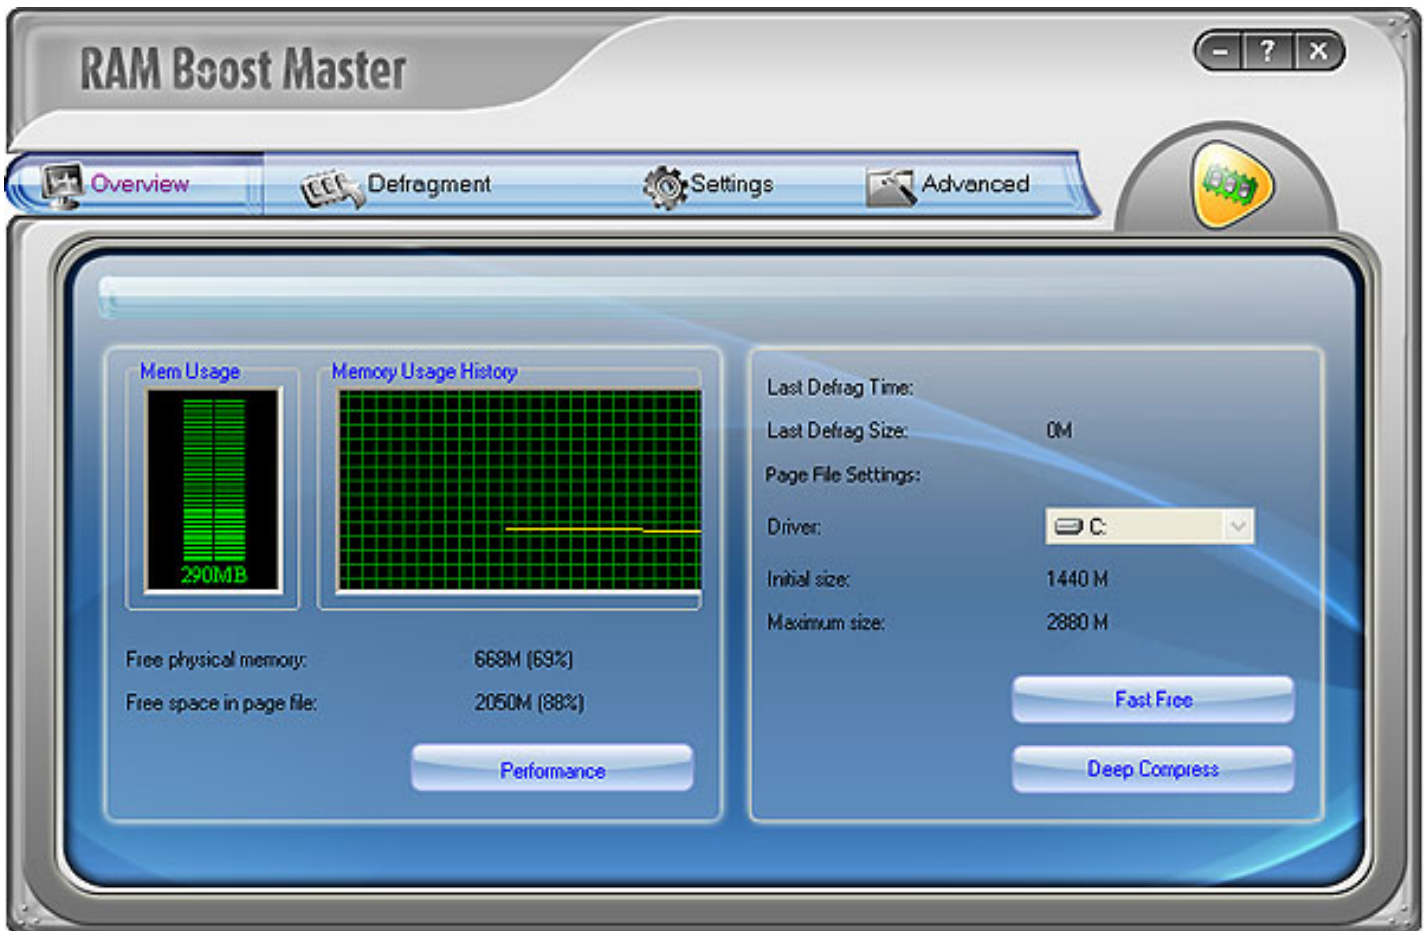 RAM Boost Master
- ? X
Overview Defragment Settings Advanced
Mem Usage
290MB
Memory Usage History
Free physical memory: 668M (69%)
Free space in page file: 2050M (88%)
Performance
Last Defrag Time:
Last Defrag Size: 0M
Page File Settings:
Driver: C:
Initial size: 1440 M
Maximum size: 2880 M
Fast Free
Deep Compress